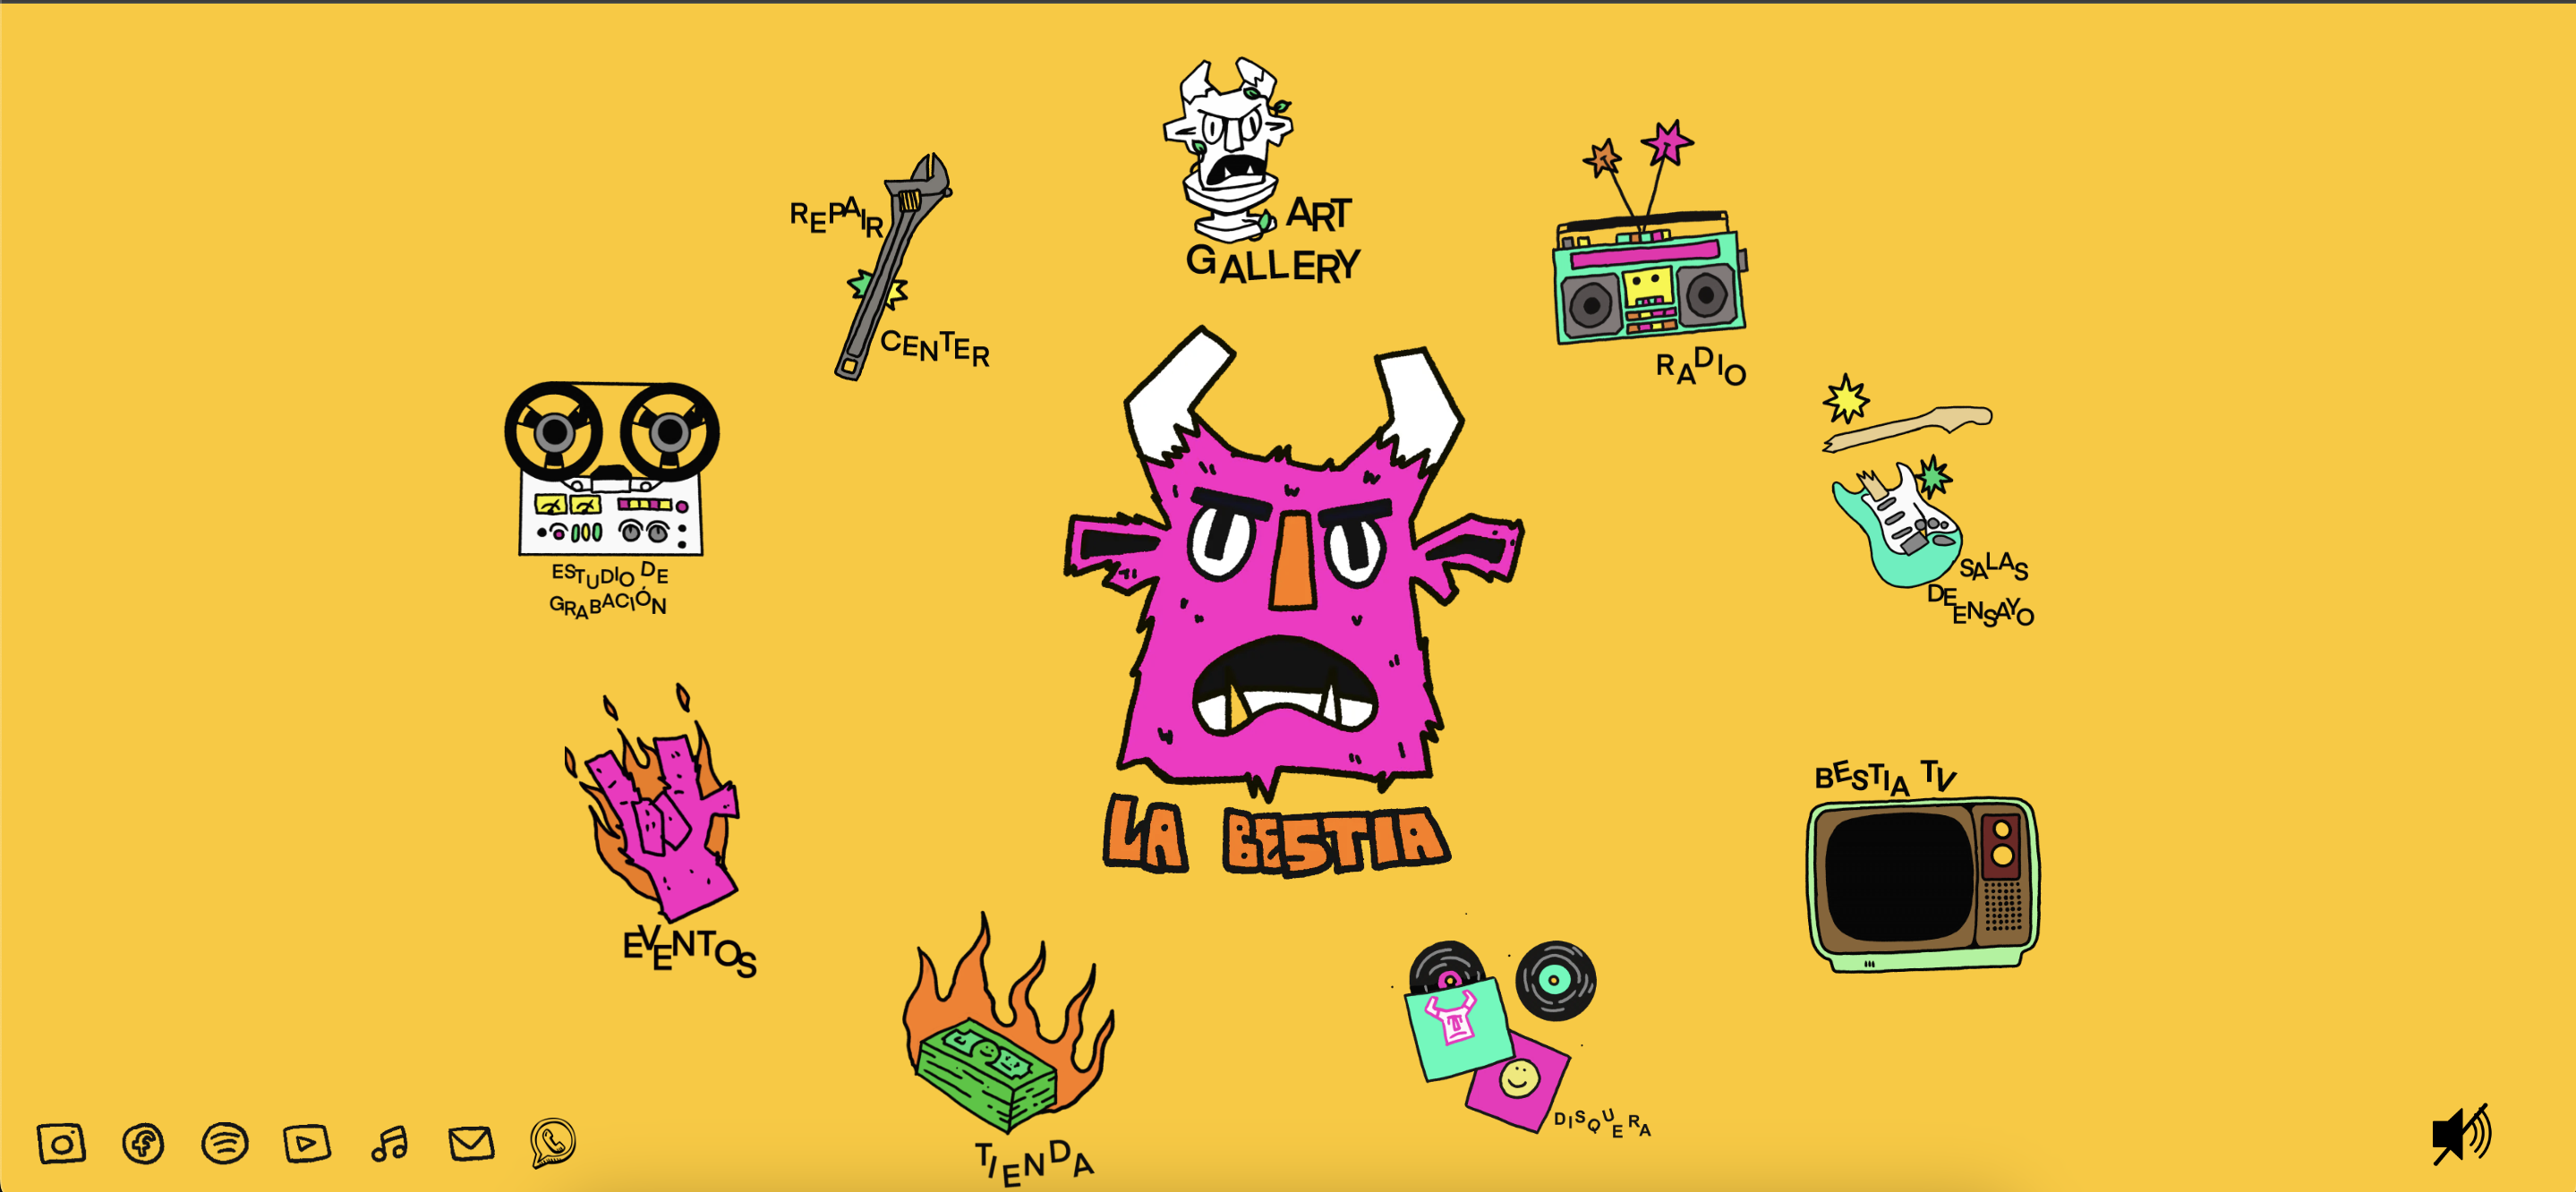 ART
GALLERY
REPAIR
CENTER
RADIO
ESTUDIO DE
GRABACIÓN
SALAS
DE ENSAYO
LA BESTIA
BESTIA TV
EVENTOS
TIENDA
DISQUERA